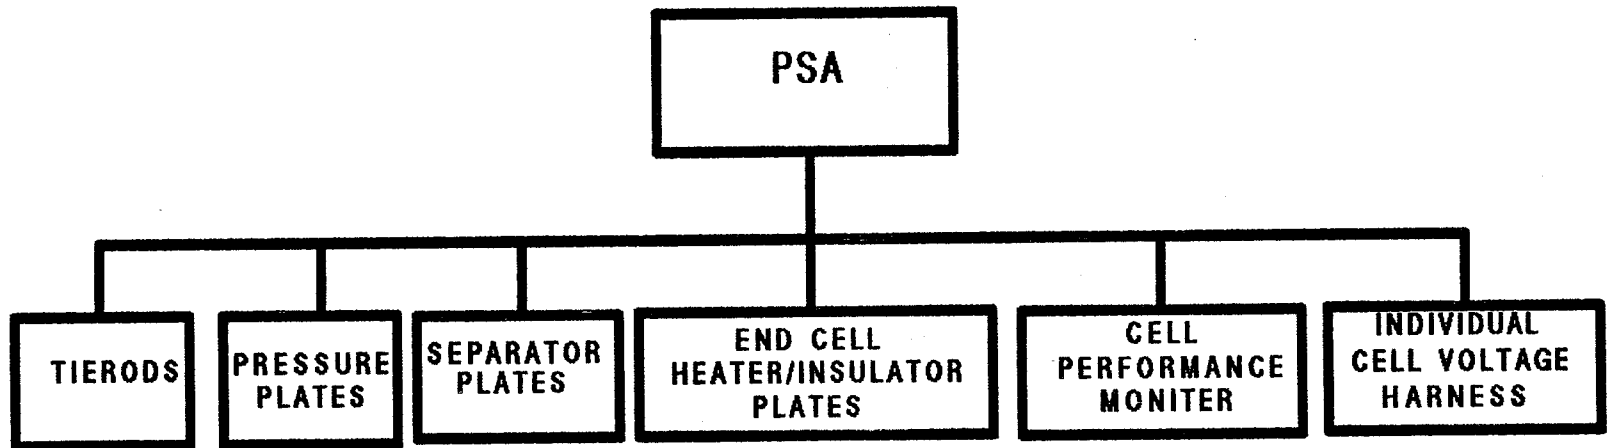 PSA
TIERODS
PRESSURE
PLATES
SEPARATOR
PLATES
END CELL
HEATER/INSULATOR
PLATES
CELL
PERFORMANCE
MONITER
INDIVIDUAL
CELL VOLTAGE
HARNESS